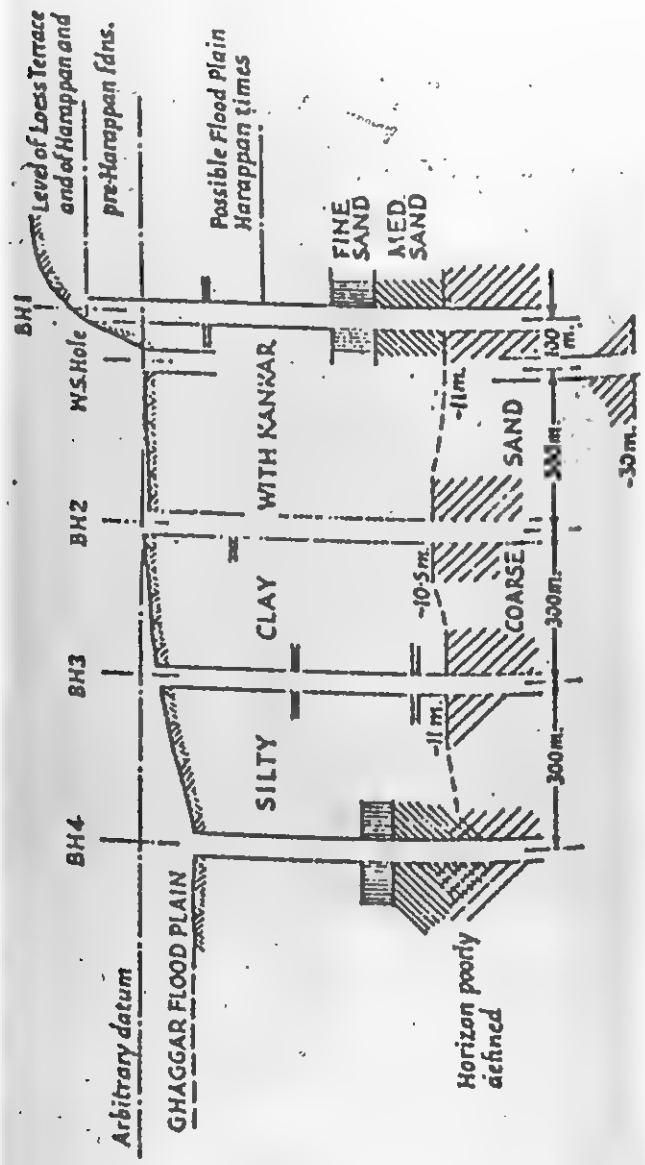 BH4
BH3
BH2
W.S. Hole
BH1
Level of Loess Terrace
and of Harappan and
pre-Harappan fdns.
Arbitrary datum
GHAGGAR FLOOD PLAIN
Possible Flood Plain
Harappan times
SILTY CLAY WITH KANKAR
FINE
SAND
MED.
SAND
~11m.
~10·5m.
~11m.
COARSE SAND
Horizon poorly
defined
300m.
300m.
100
m.
~30m.